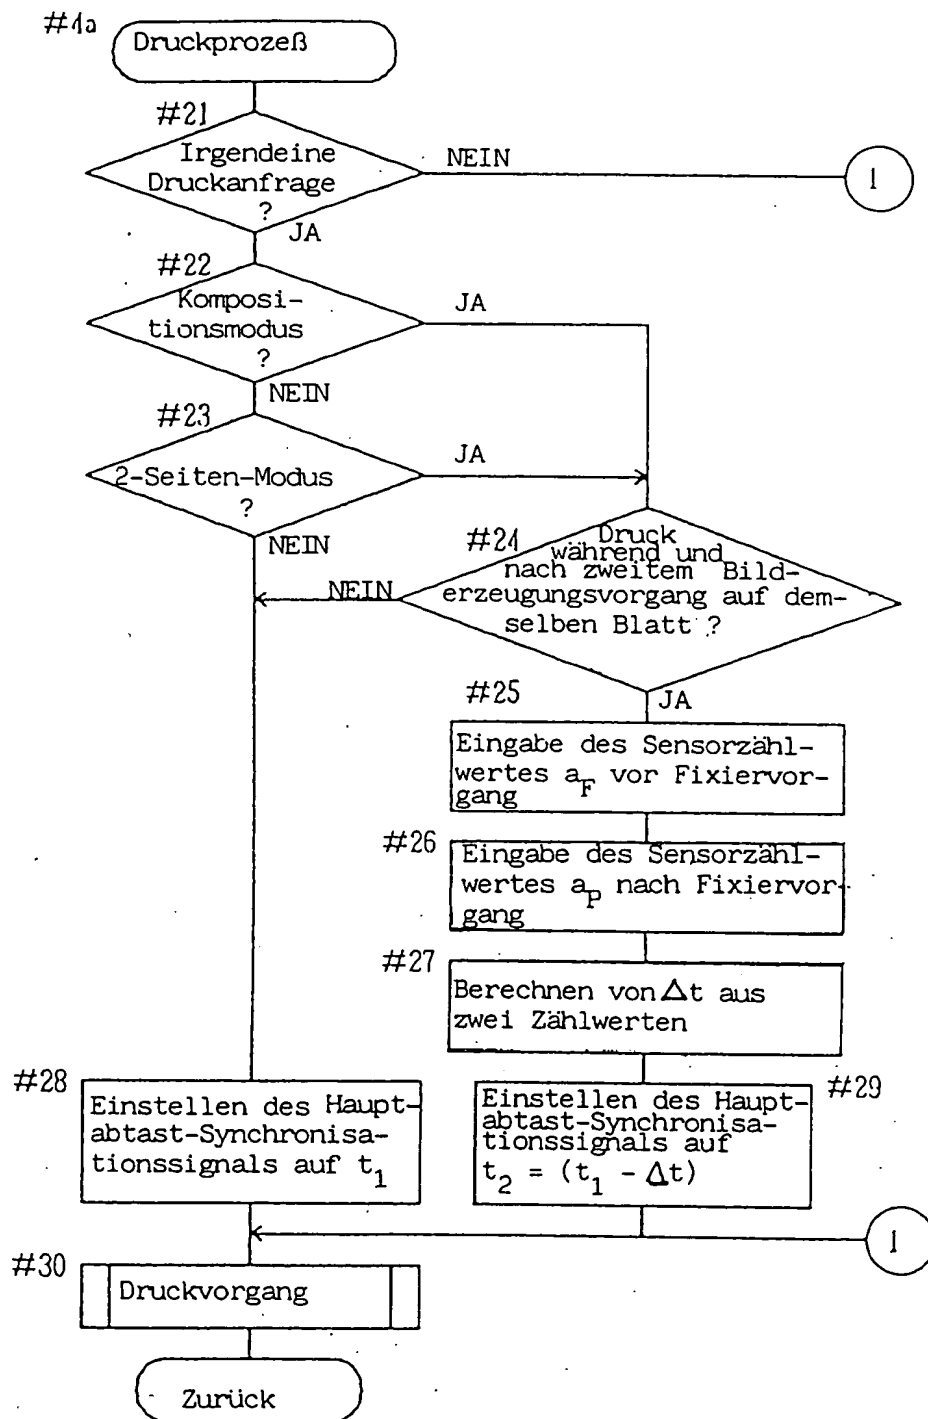 #4a
Druckprozeß
#21
Irgendeine
Druckanfrage
?
NEIN
1
JA
#22
Komposi-
tionsmodus
?
JA
NEIN
#23
2-Seiten-Modus
?
JA
NEIN
#24
Druck
während und
nach zweitem Bild-
erzeugungsvorgang auf dem-
selben Blatt ?
NEIN
JA
#25
Eingabe des Sensorzähl-
wertes a_F vor Fixiervor-
gang
#26
Eingabe des Sensorzähl-
wertes a_P nach Fixiervor-
gang
#27
Berechnen von Δt aus
zwei Zählwerten
#28
Einstellen des Haupt-
abtast-Synchronisa-
tionssignals auf t_1
#29
Einstellen des Haupt-
abtast-Synchronisa-
tionssignals auf
t_2 = (t_1 - Δt)
1
#30
Druckvorgang
Zurück